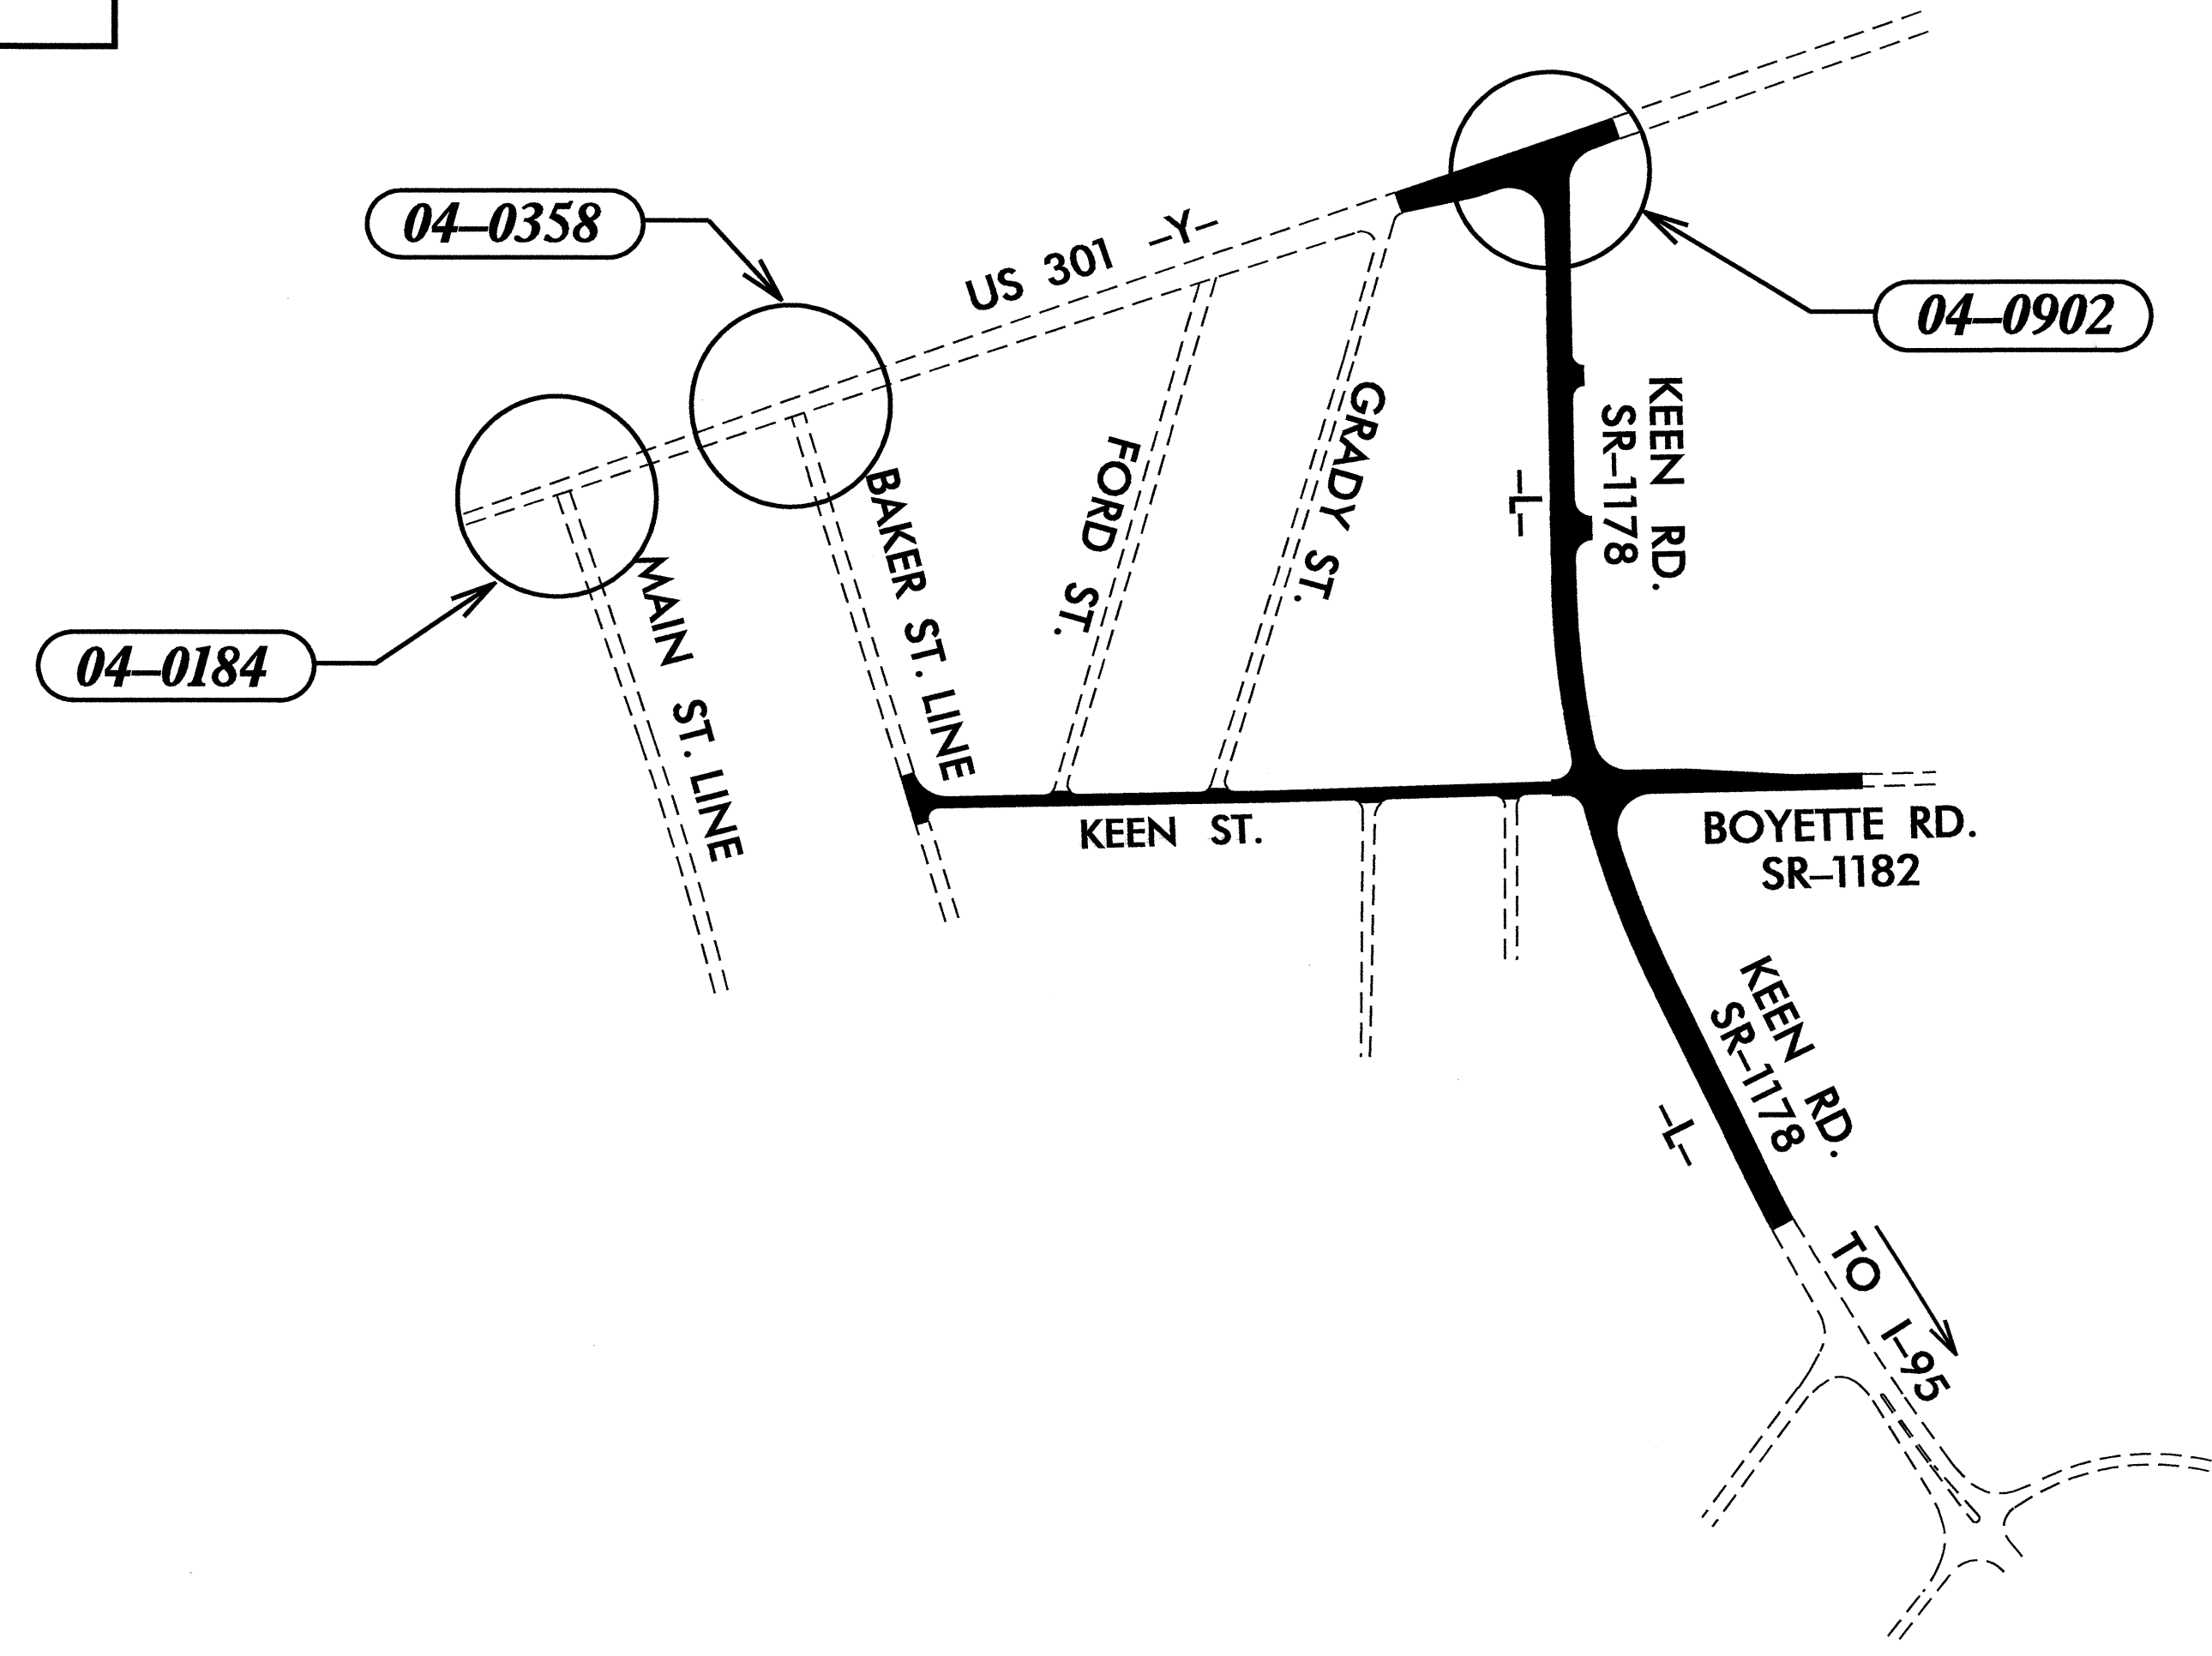 04–0358
US 301 –Y–
04–0902
04–0184
MAIN ST. LINE
BAKER ST. LINE
FORD ST.
GRADY ST.
–L–
KEEN RD.
SR–1178
KEEN ST.
BOYETTE RD.
SR–1182
KEEN RD.
SR–1178
–L–
TO I–95